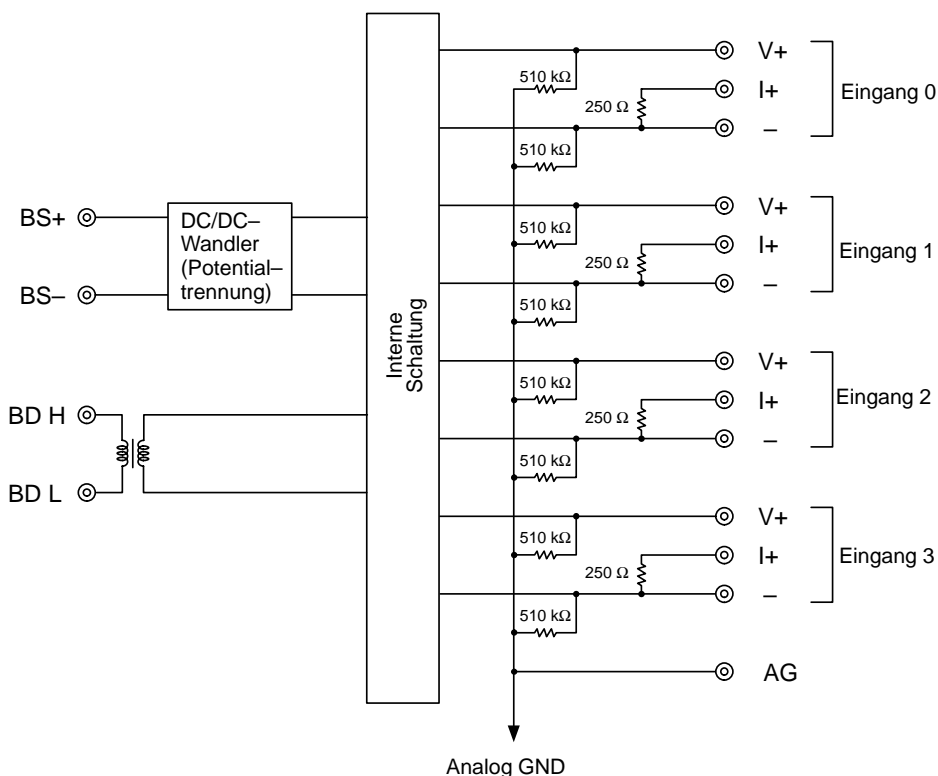 V+
510 kΩ
I+
Eingang 0
250 Ω
–
510 kΩ
BS+
DC/DC–
Wandler
(Potential–
trennung)
BS–
V+
510 kΩ
I+
Eingang 1
250 Ω
–
510 kΩ
Interne
Schaltung
V+
510 kΩ
I+
Eingang 2
250 Ω
–
510 kΩ
BD H
BD L
V+
510 kΩ
I+
Eingang 3
250 Ω
–
510 kΩ
AG
Analog GND